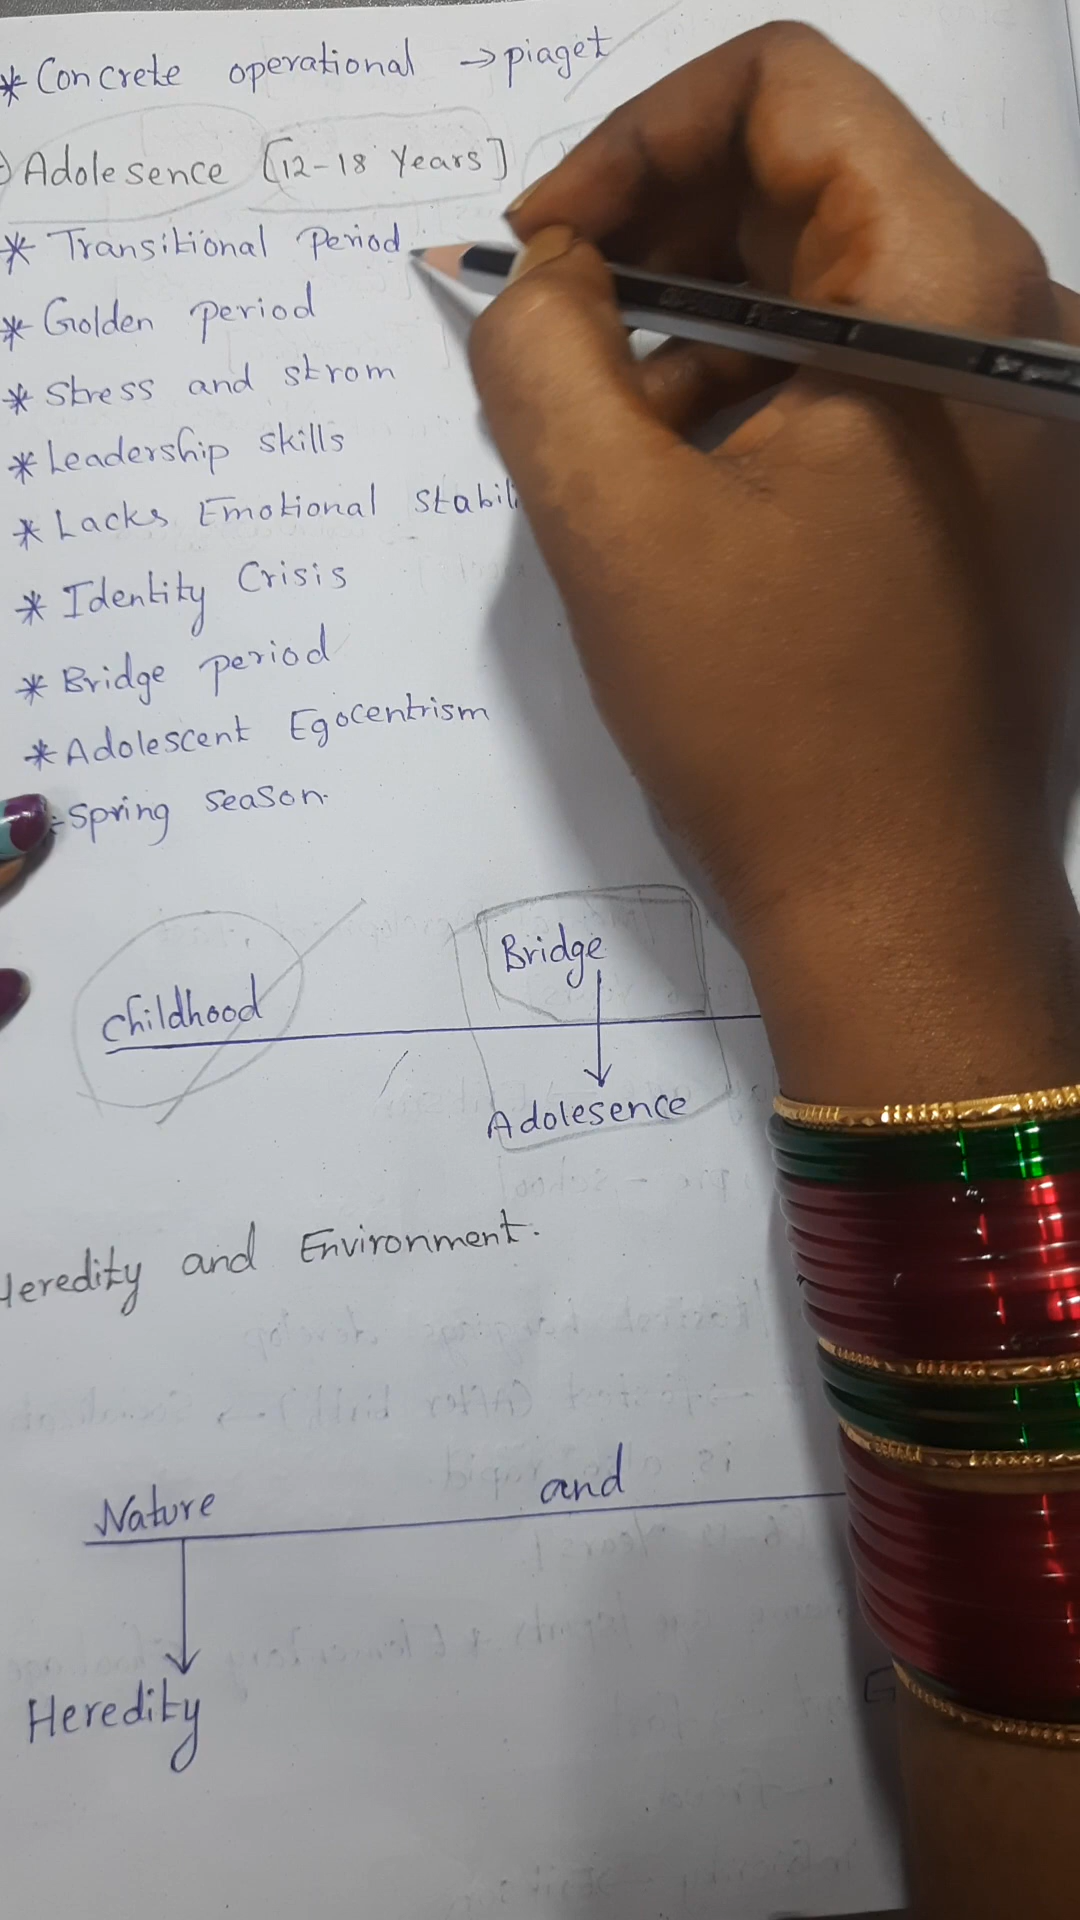 * Concrete operational → piaget
Adolesence [12-18 Years]
* Transitional Period
* Golden period
* Stress and strom
* Leadership skills
* Lacks Emotional Stabili
* Identity Crisis
* Bridge period
* Adolescent Egocentrism
* Spring season.
Bridge
childhood
Adolesence
Heredity and Environment.
Nature and
Heredity